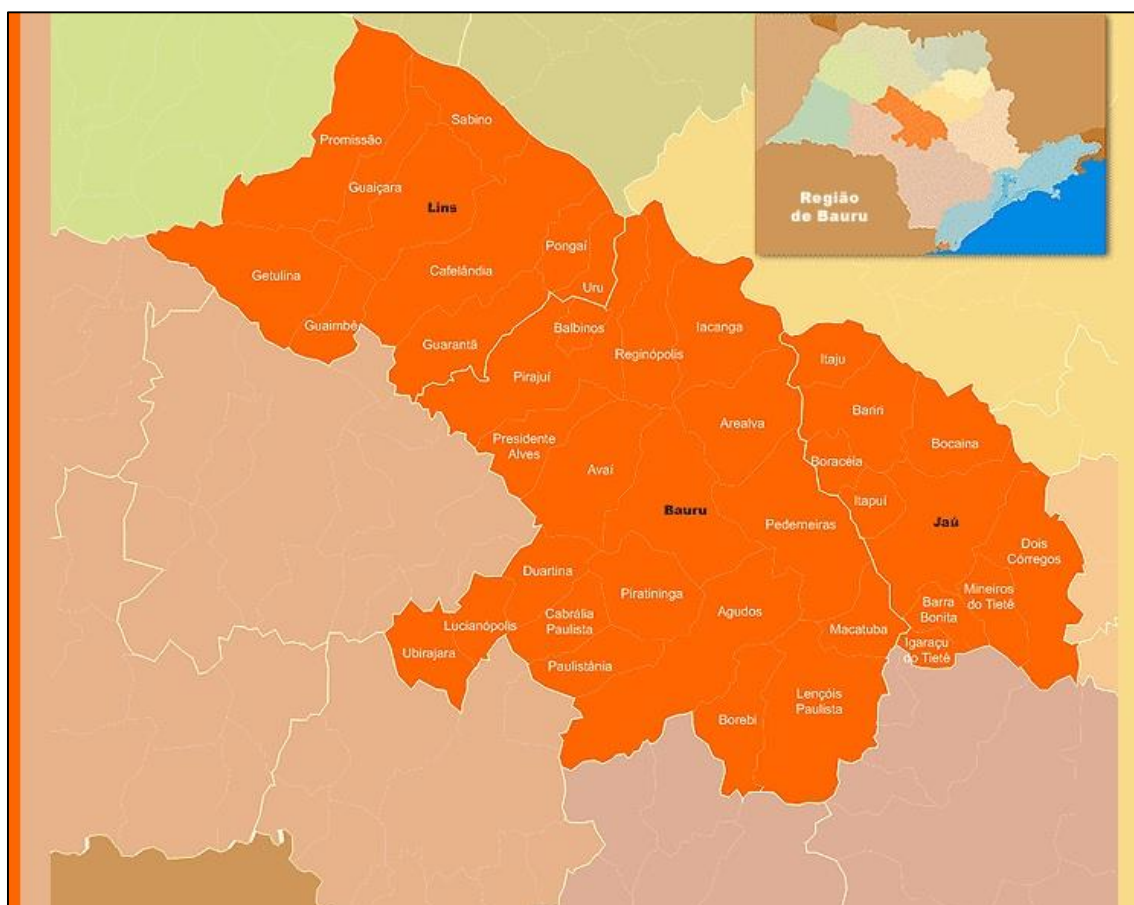 Região
de Bauru
Sabino
Promissão
Guaiçara
Lins
Pongaí
Getulina
Cafelândia
Uru
Guaimbê
Balbinos
Iacanga
Guarantã
Reginópolis
Itaju
Pirajuí
Bariri
Arealva
Presidente
Alves
Bocaina
Avaí
Boracéia
Itapuí
Bauru
Jaú
Pederneiras
Dois
Córregos
Duartina
Mineiros
do Tietê
Piratininga
Barra
Bonita
Cabrália
Paulista
Agudos
Lucianópolis
Macatuba
Igaraçu
do Tietê
Ubirajara
Paulistânia
Lençóis
Paulista
Borebi